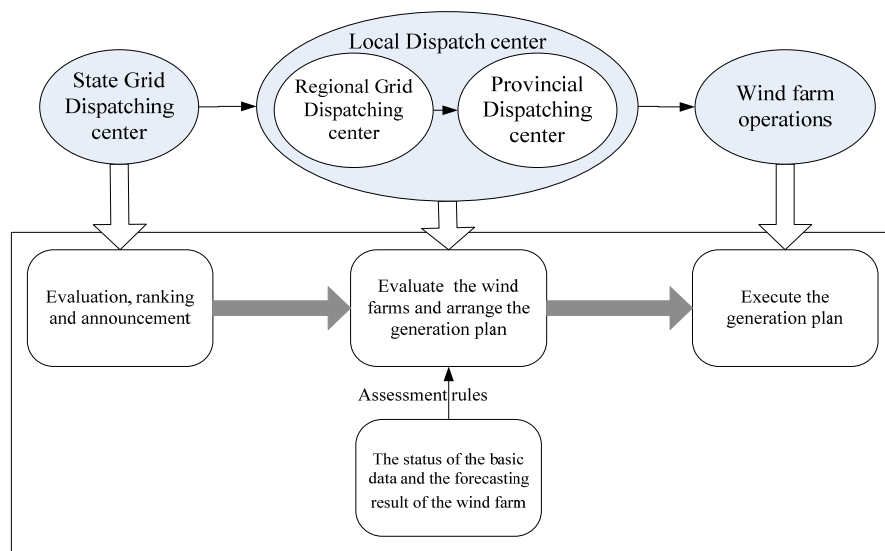 Local Dispatch center
State Grid
Dispatching
center
Regional Grid
Dispatching
center
Provincial
Dispatching
center
Wind farm
operations
Evaluation, ranking
and announcement
Evaluate the wind
farms and arrange the
generation plan
Execute the
generation plan
Assessment rules
The status of the basic
data and the forecasting
result of the wind farm